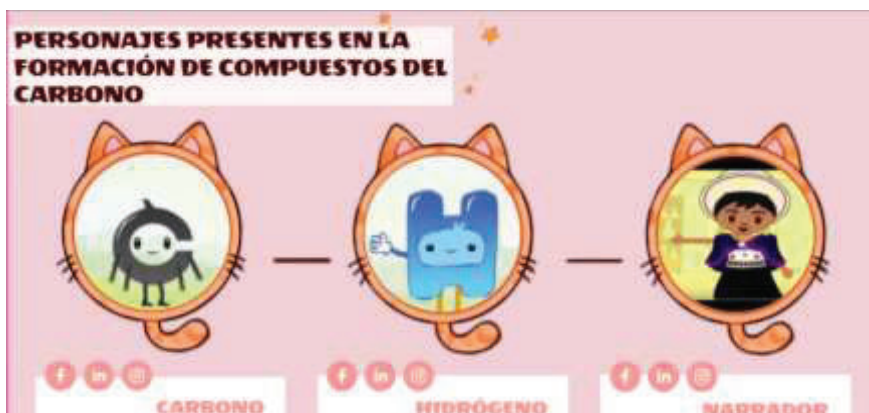 PERSONAJES PRESENTES EN LA
FORMACIÓN DE COMPUESTOS DEL
CARBONO
CARBONO
HIDRÓGENO
NARRADOR